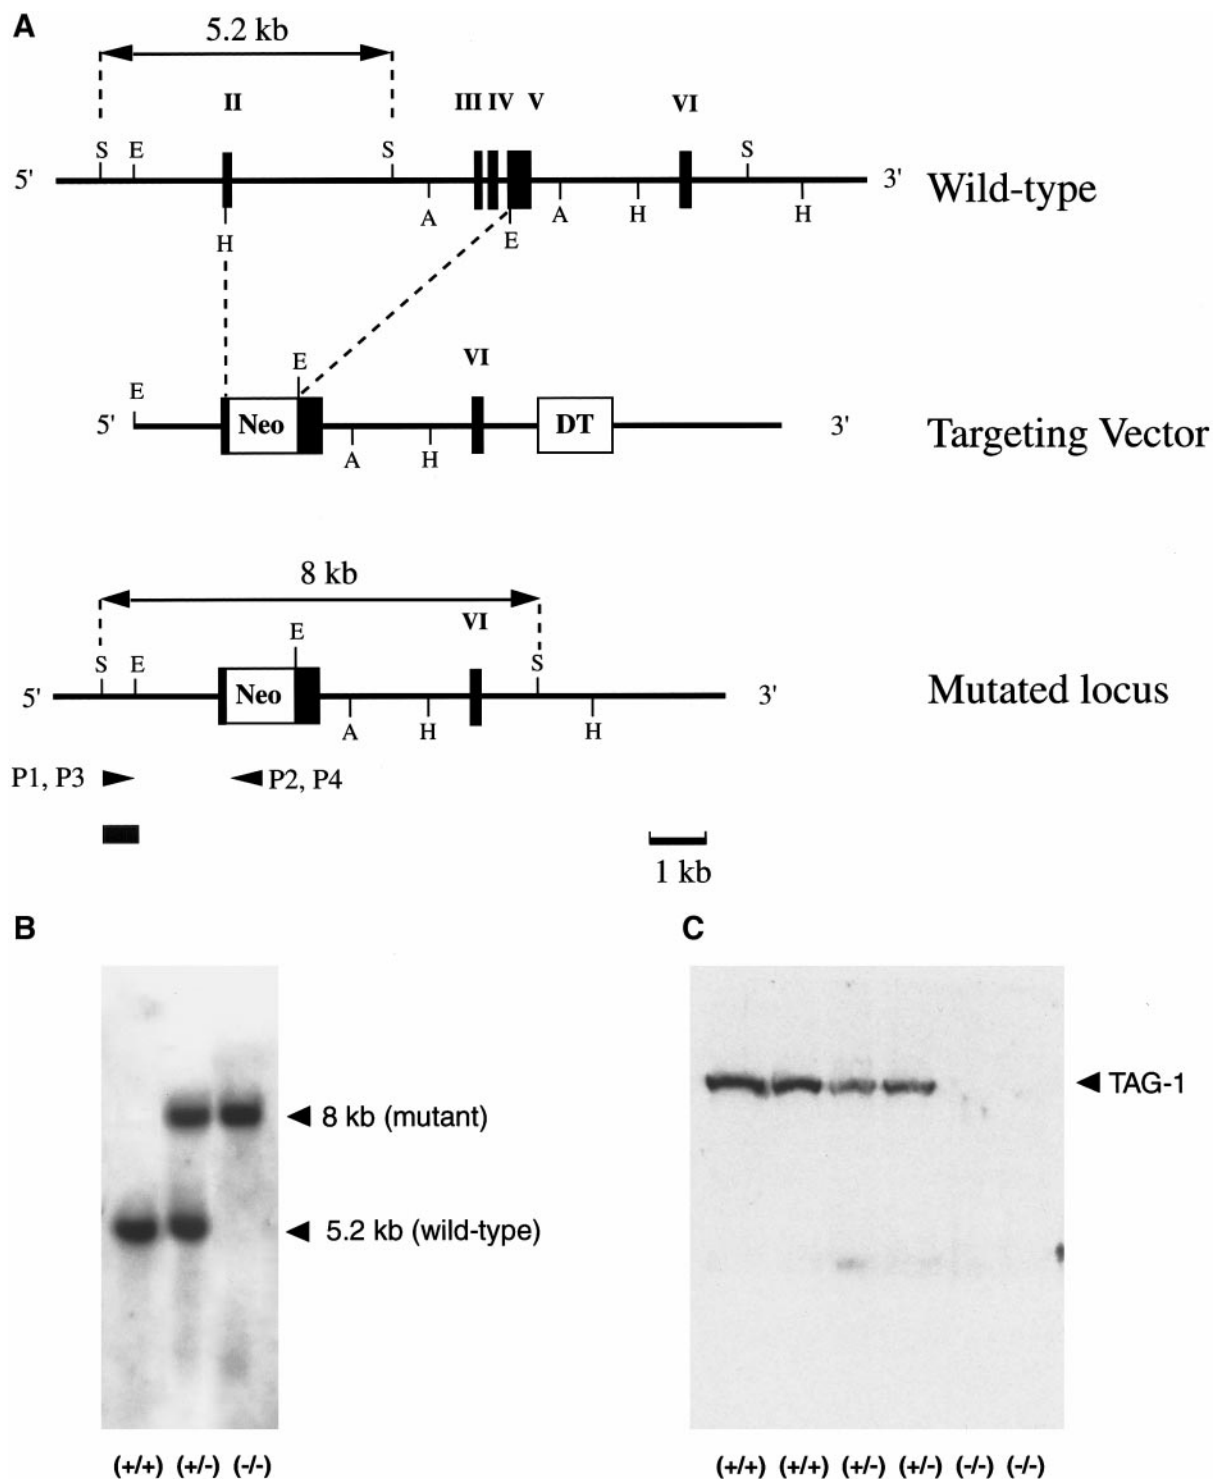 A
5.2 kb
II III IV V VI
S E S S
5' 3' Wild-type
H A E A H H
E E VI
5' Neo DT 3' Targeting Vector
A H
8 kb
E VI
S E S
5' Neo 3' Mutated locus
A H H
P1, P3 P2, P4
1 kb
B C
TAG-1
8 kb (mutant)
5.2 kb (wild-type)
(+/+) (+/-) (-/-) (+/+) (+/+) (+/-) (+/-) (-/-) (-/-)